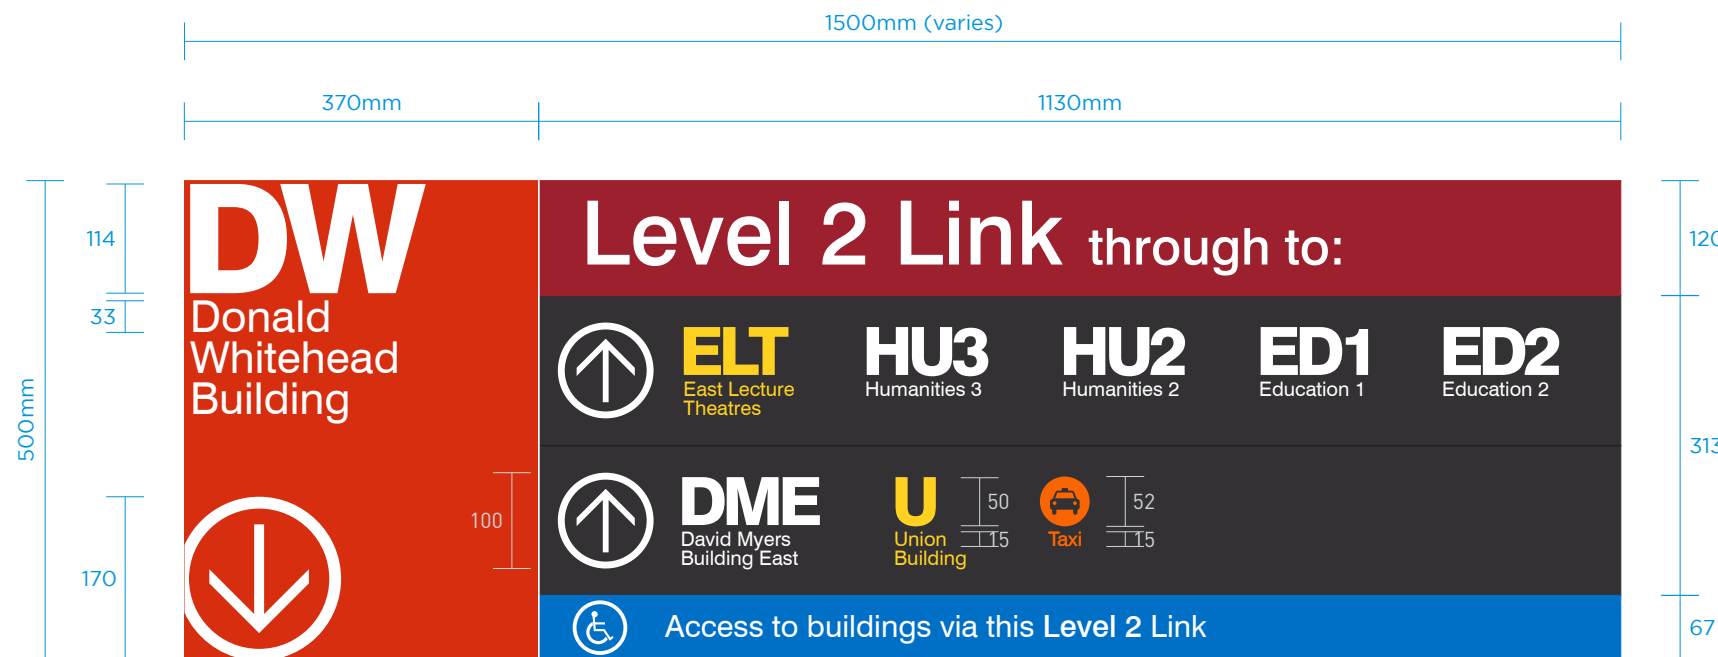 1500mm (varies)
370mm
1130mm
DW
Donald
Whitehead
Building
Level 2 Link through to:
ELT
East Lecture
Theatres
HU3
Humanities 3
HU2
Humanities 2
ED1
Education 1
ED2
Education 2
DME
David Myers
Building East
U
Union
Building
50
15
Taxi
52
15
Access to buildings via this Level 2 Link
500mm
114
33
170
100
120
313
67